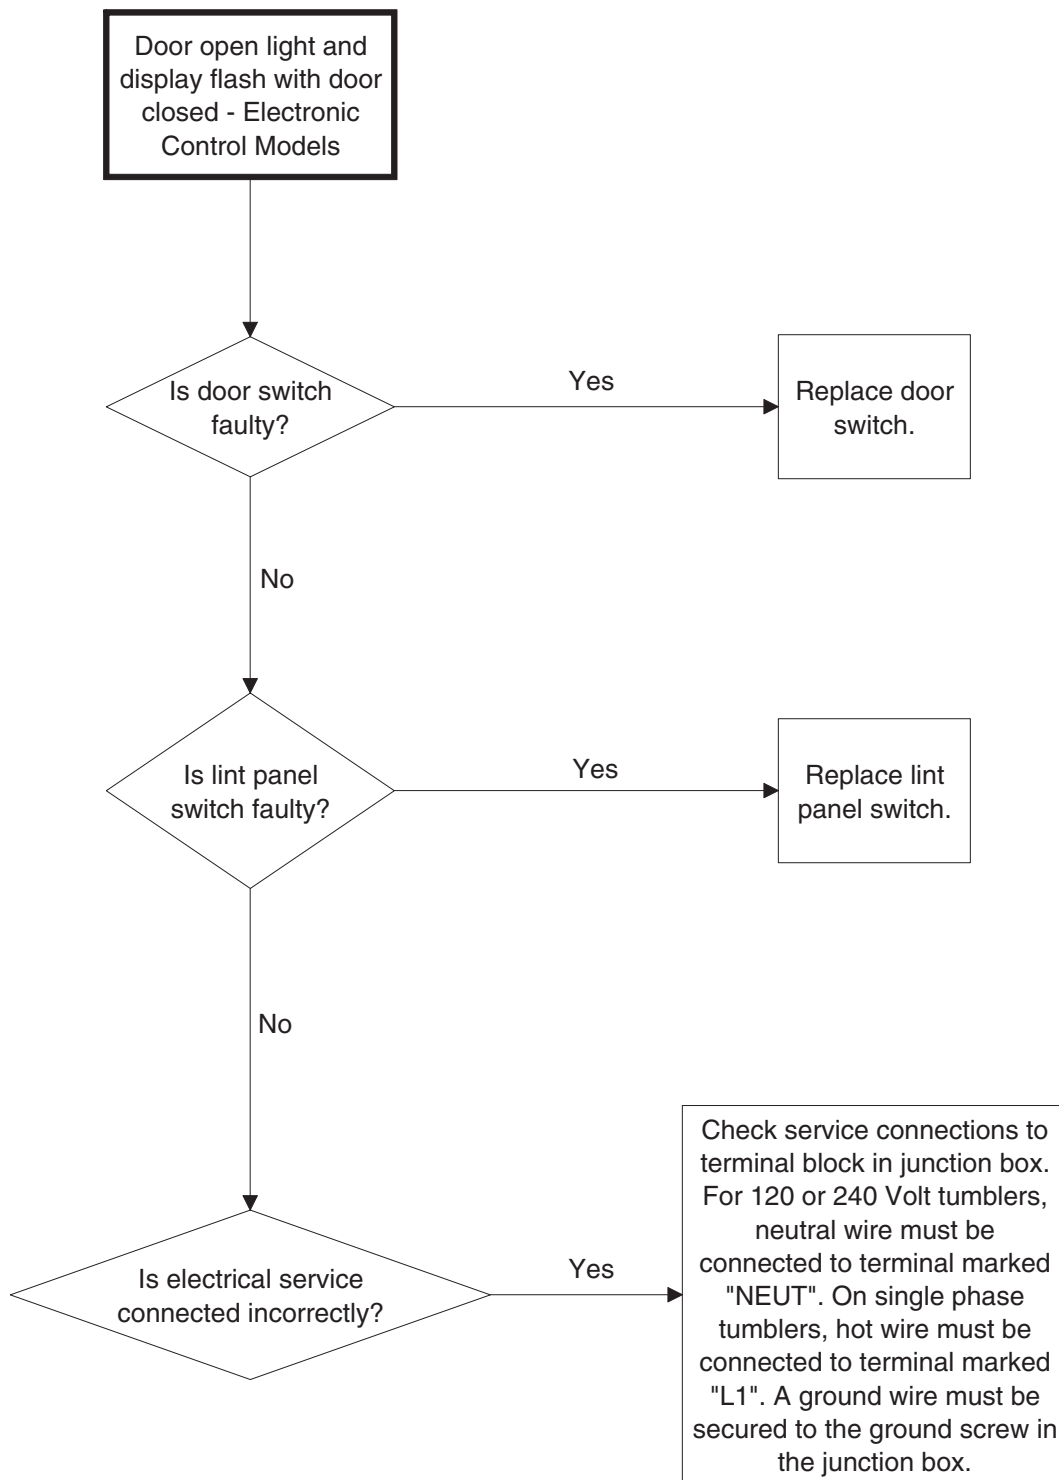 Door open light and
display flash with door
closed - Electronic
Control Models
Is door switch
faulty?
Yes
Replace door
switch.
No
Is lint panel
switch faulty?
Yes
Replace lint
panel switch.
No
Is electrical service
connected incorrectly?
Yes
Check service connections to
terminal block in junction box.
For 120 or 240 Volt tumblers,
neutral wire must be
connected to terminal marked
"NEUT". On single phase
tumblers, hot wire must be
connected to terminal marked
"L1". A ground wire must be
secured to the ground screw in
the junction box.